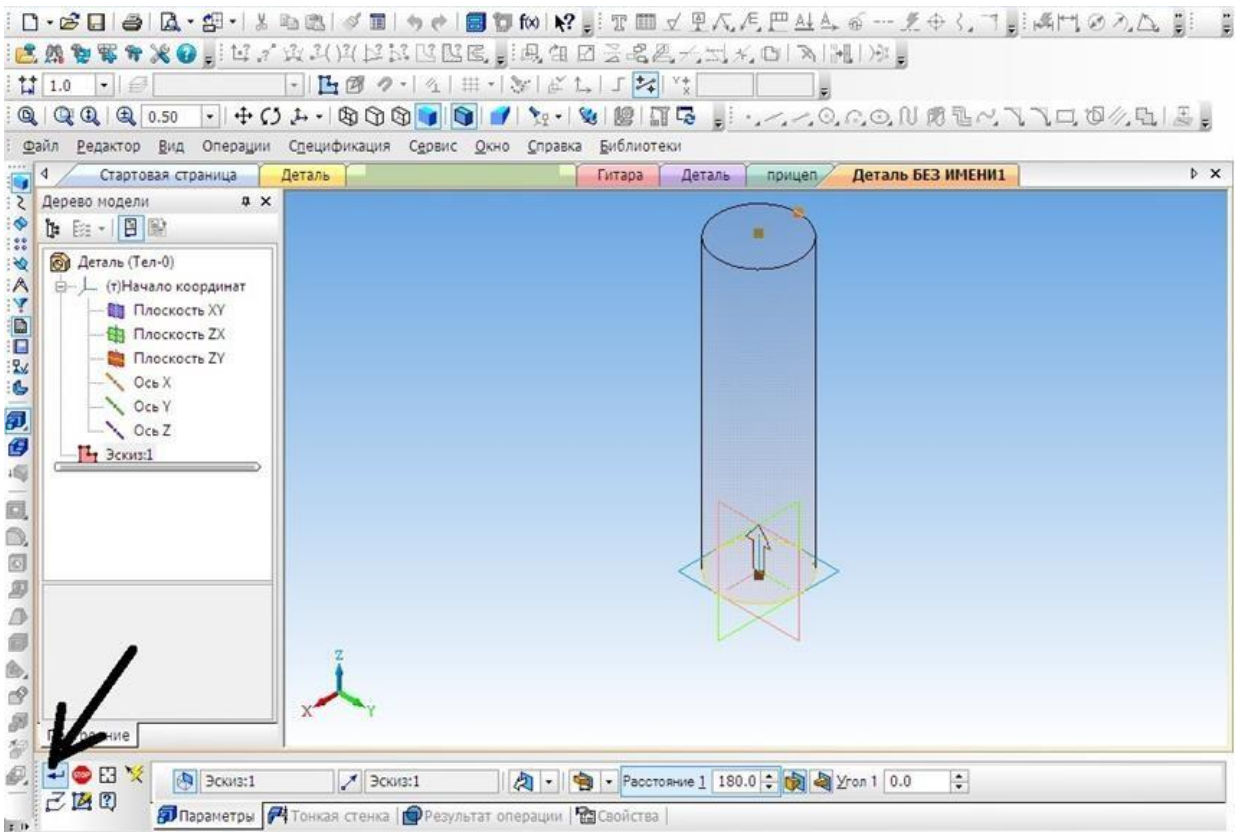 1.0
0.50
Файл Редактор Вид Операции Спецификация Сервис Окно Справка Библиотеки
Стартовая страница Деталь Гитара Деталь прицеп Деталь БЕЗ ИМЕНИ1
Дерево модели
Деталь (Тел-0)
(т)Начало координат
Плоскость XY
Плоскость ZX
Плоскость ZY
Ось X
Ось Y
Ось Z
Эскиз:1
Z
X Y
STOP Эскиз:1 Эскиз:1 Расстояние 1 180.0 Угол 1 0.0
Параметры Тонкая стенка Результат операции Свойства